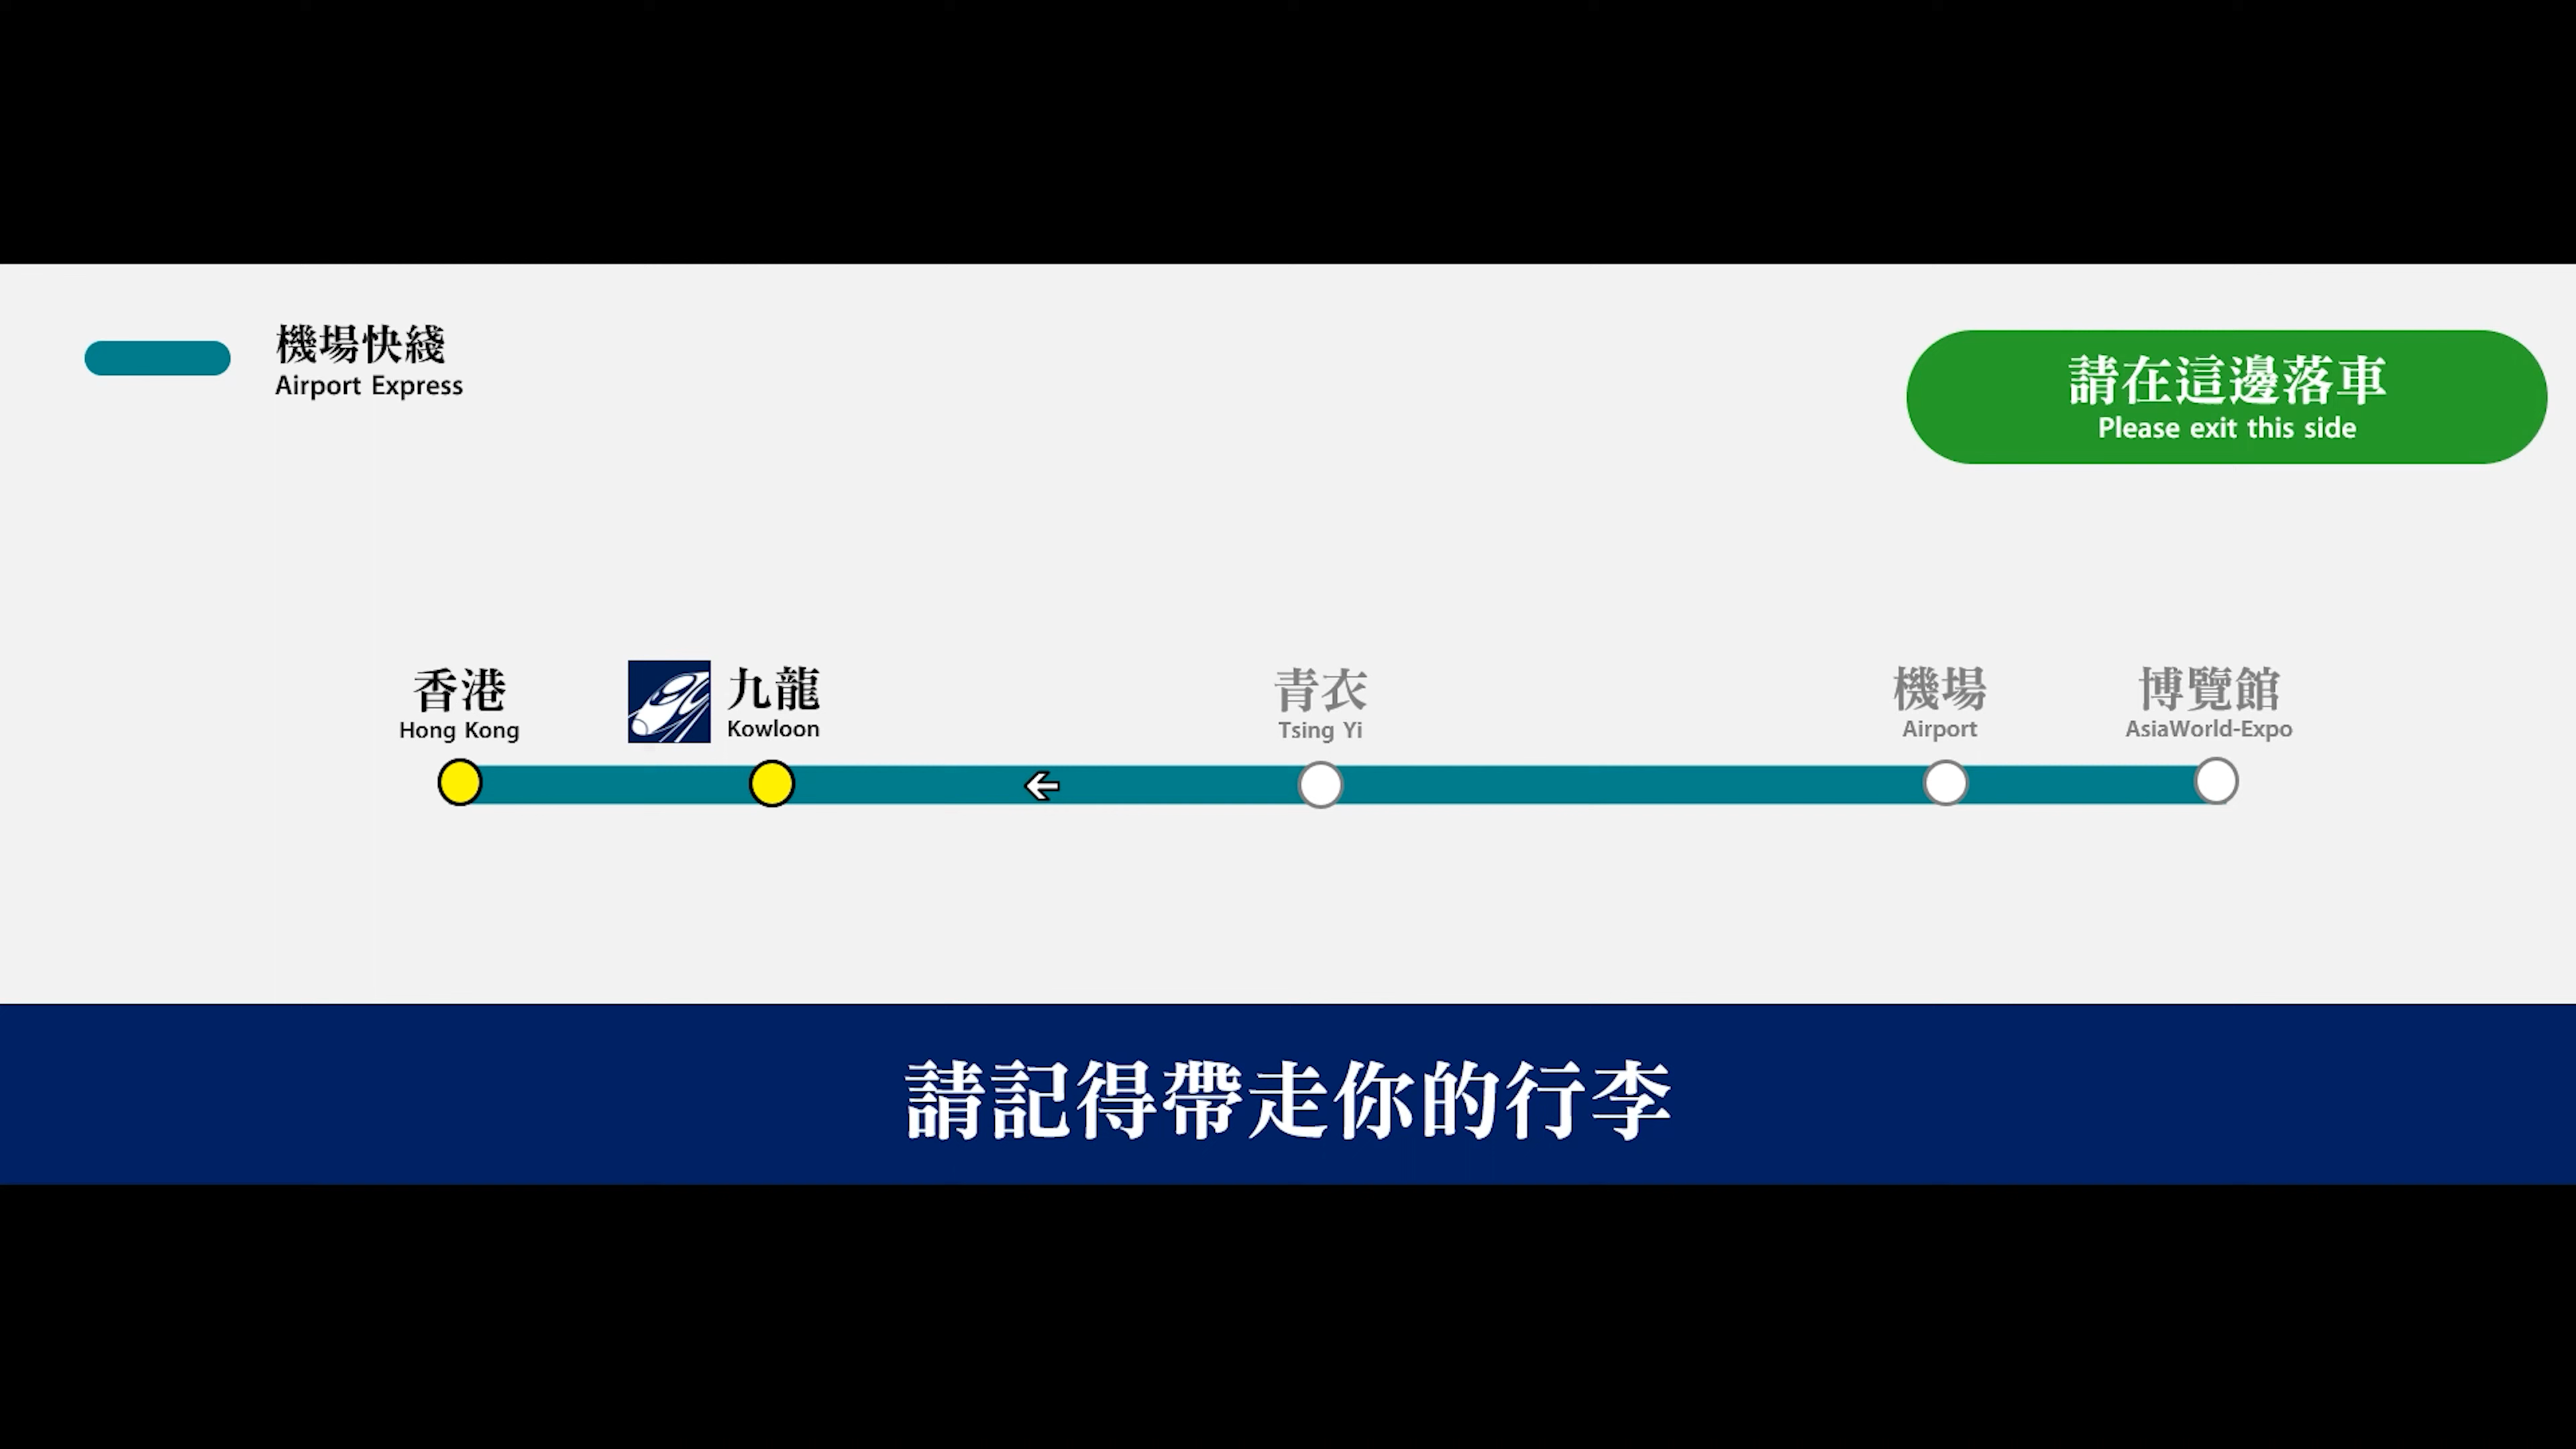 機場快綫
Airport Express
請在這邊落車
Please exit this side
香港
Hong Kong
九龍
Kowloon
青衣
Tsing Yi
機場
Airport
博覽館
AsiaWorld-Expo
請記得帶走你的行李